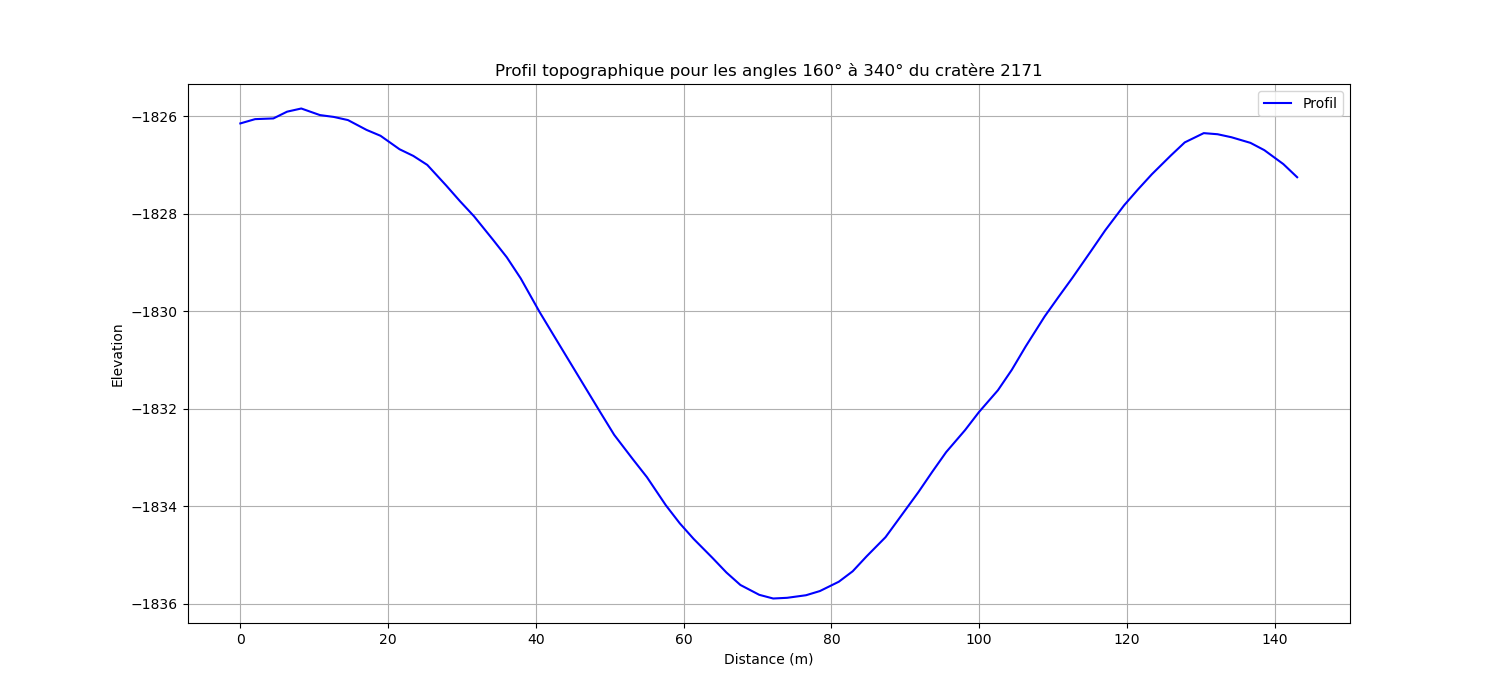 Profil topographique pour les angles 160° à 340° du cratère 2171
Profil
−1826
−1828
−1830
−1832
−1834
−1836
Elevation
0 20 40 60 80 100 120 140
Distance (m)